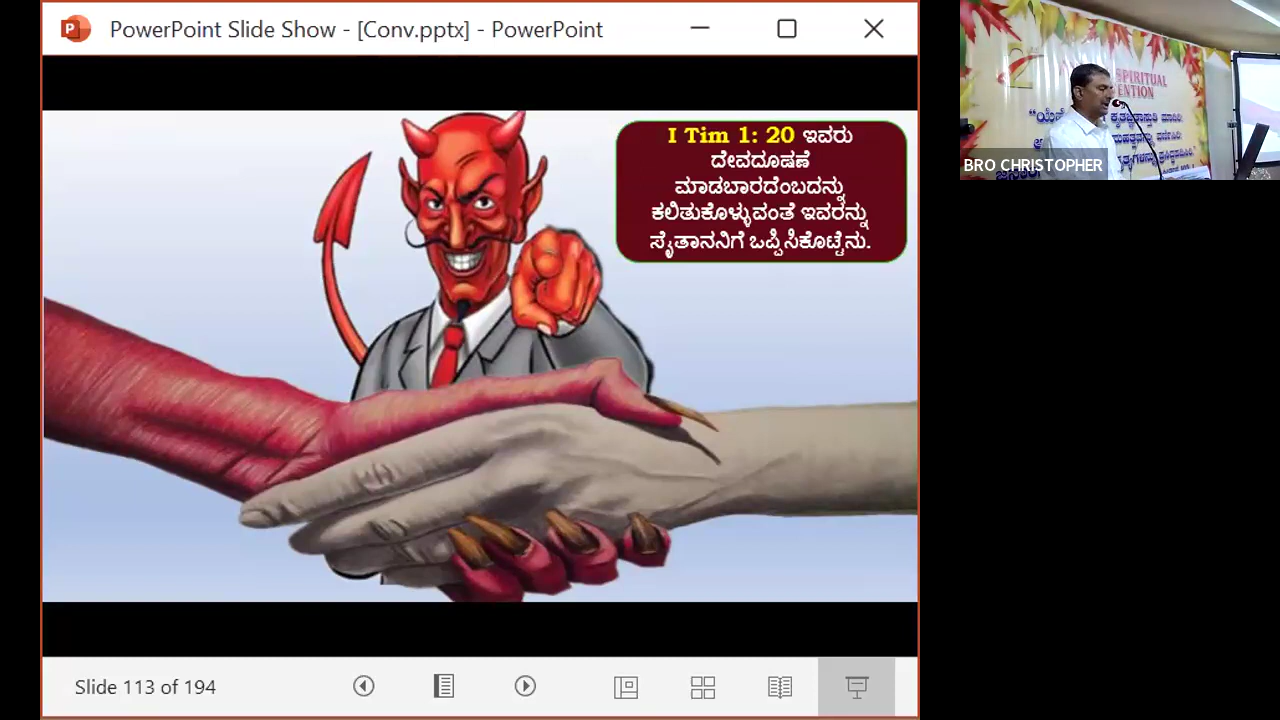 PowerPoint Slide Show - [Conv.pptx] - PowerPoint
I Tim 1: 20 ಇವರು
ದೇವದೂಷಣೆ
ಮಾಡಬಾರದೆಂಬದನ್ನು
ಕಲಿತುಕೊಳ್ಳುವಂತೆ ಇವರನ್ನು
ಸೈತಾನನಿಗೆ ಒಪ್ಪಿಸಿಕೊಟ್ಟೆನು.
Slide 113 of 194
SPIRITUAL
BRO CHRISTOPHER